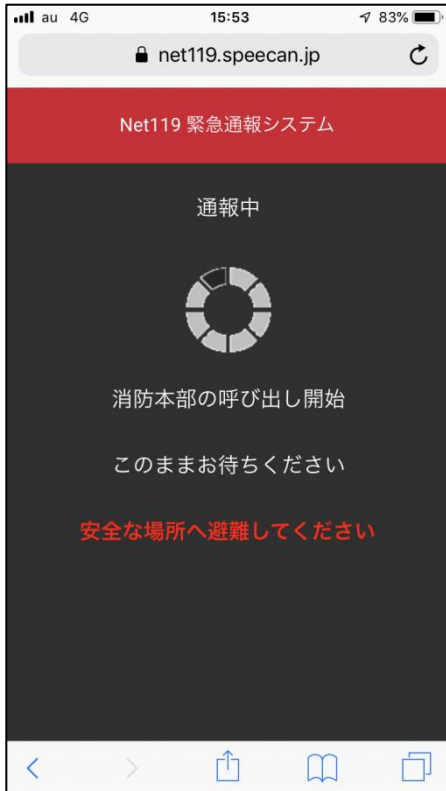 au 4G 15:53 83%
net119.speecan.jp
Net119 緊急通報システム
通報中
消防本部の呼び出し開始
このままお待ちください
安全な場所へ避難してください